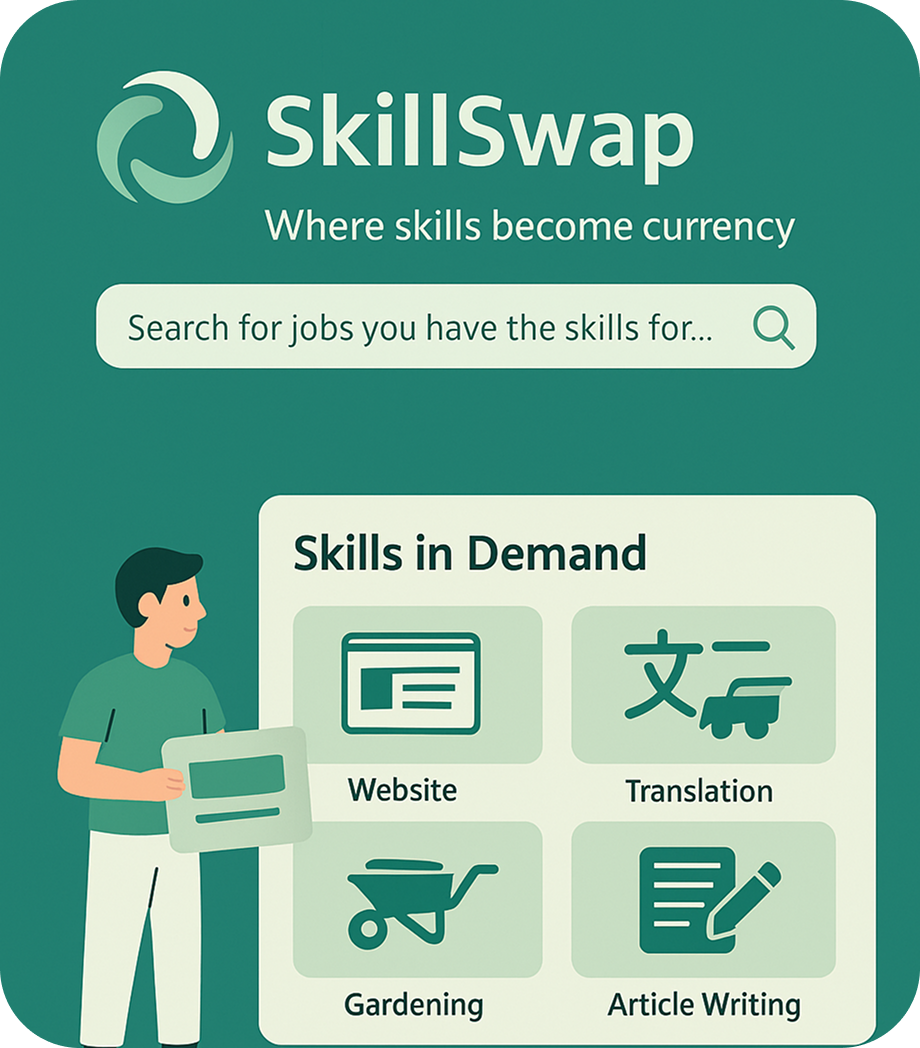 SkillSwap
Where skills become currency
Search for jobs you have the skills for...
Skills in Demand
文
Website
Translation
Gardening
Article Writing